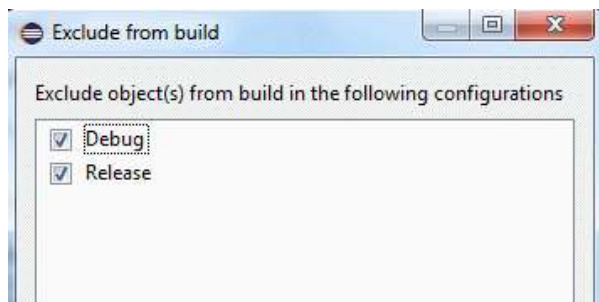 Exclude from build
Exclude object(s) from build in the following configurations
Debug
Release